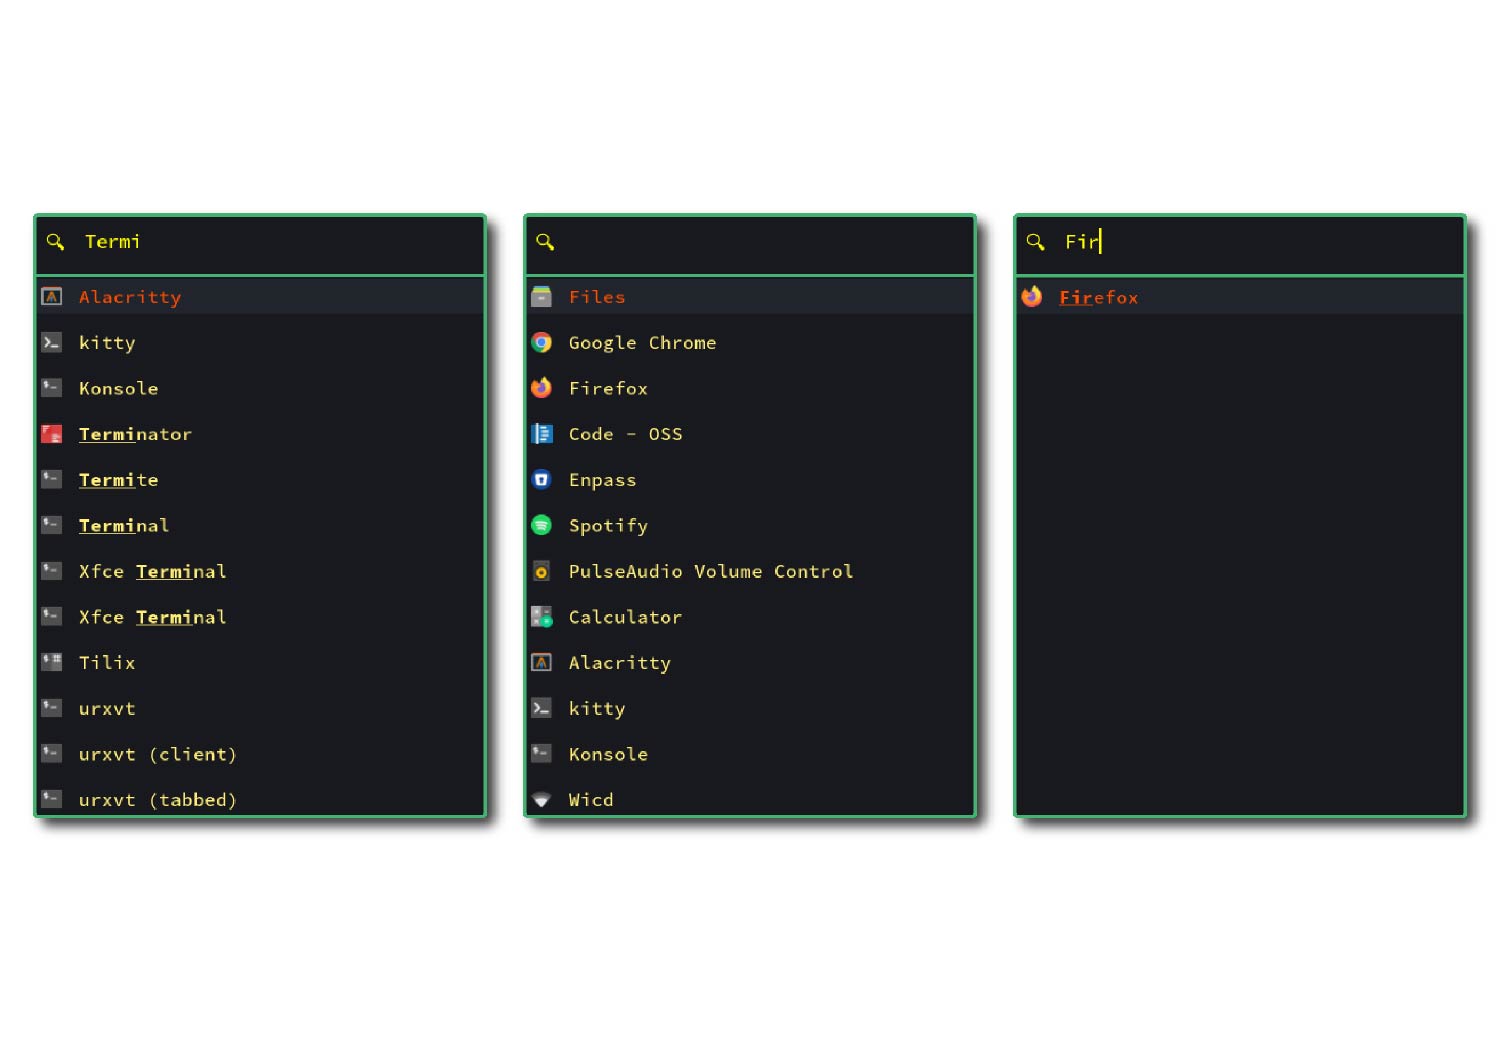 Termi
Alacritty
kitty
Konsole
Terminator
Termite
Terminal
Xfce Terminal
Xfce Terminal
Tilix
urxvt
urxvt (client)
urxvt (tabbed)
Files
Google Chrome
Firefox
Code - OSS
Enpass
Spotify
PulseAudio Volume Control
Calculator
Alacritty
kitty
Konsole
Wicd
Fir
Firefox